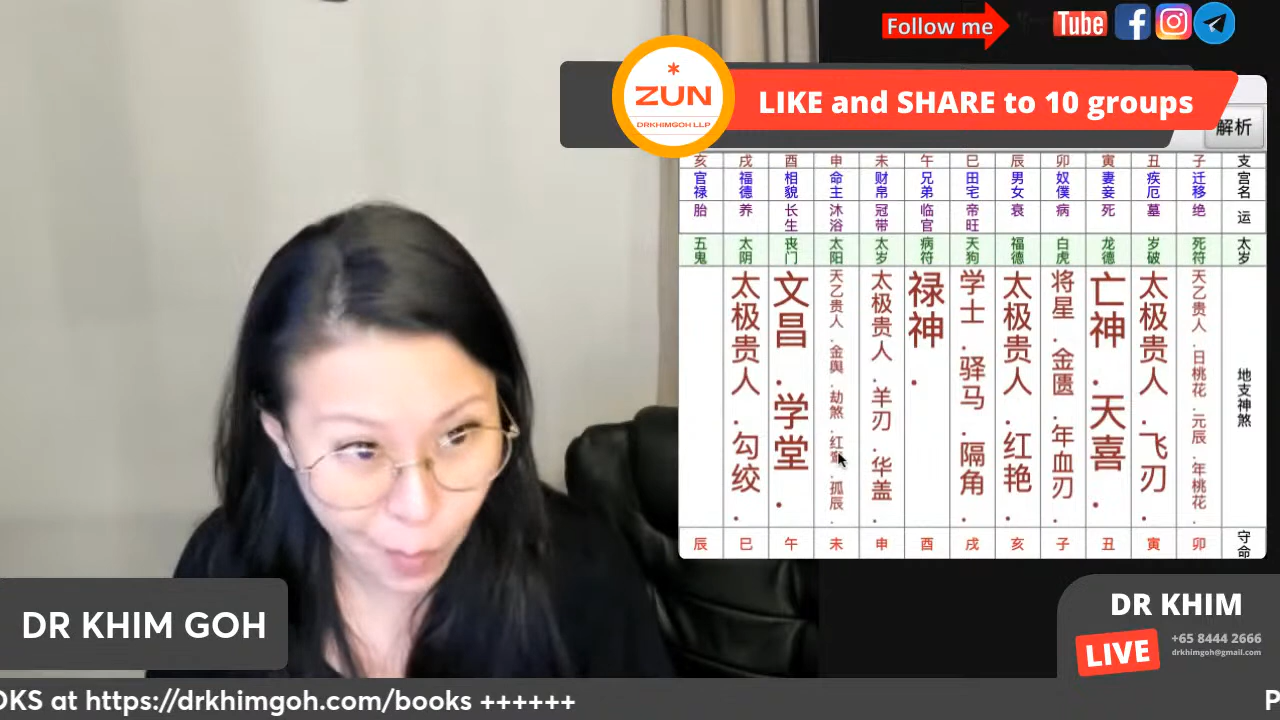 Follow me
Tube
*
ZUN
DRKHIMGOH LLP
LIKE and SHARE to 10 groups
解析
亥 戌 酉 申 未 午 巳 辰 卯 寅 丑 子 支
官禄 福德 相貌 命主 财帛 兄弟 田宅 男女 奴僕 妻妾 疾厄 迁移 宫名
胎 养 长生 沐浴 冠带 临官 帝旺 衰 病 死 墓 绝 运
五鬼 太阴 丧门 太阳 太岁 病符 天狗 福德 白虎 龙德 岁破 死符 太岁
太极贵人 . 勾绞 .
文昌 . 学堂 .
天乙贵人 . 金舆 . 劫煞 . 红 . 孤辰 .
太极贵人 . 羊刃 . 华盖 .
禄神 .
学士 . 驿马 . 隔角 .
太极贵人 . 红艳 .
将星 . 金匮 . 年血刃 .
亡神 . 天喜 .
太极贵人 . 飞刃 .
天乙贵人 . 日桃花 . 元辰 . 年桃花 .
地支神煞
辰 巳 午 未 申 酉 戌 亥 子 丑 寅 卯 守命
DR KHIM GOH
DR KHIM
LIVE
+65 8444 2666
drkhimgoh@gmail.com
OKS at https://drkhimgoh.com/books ++++++
P